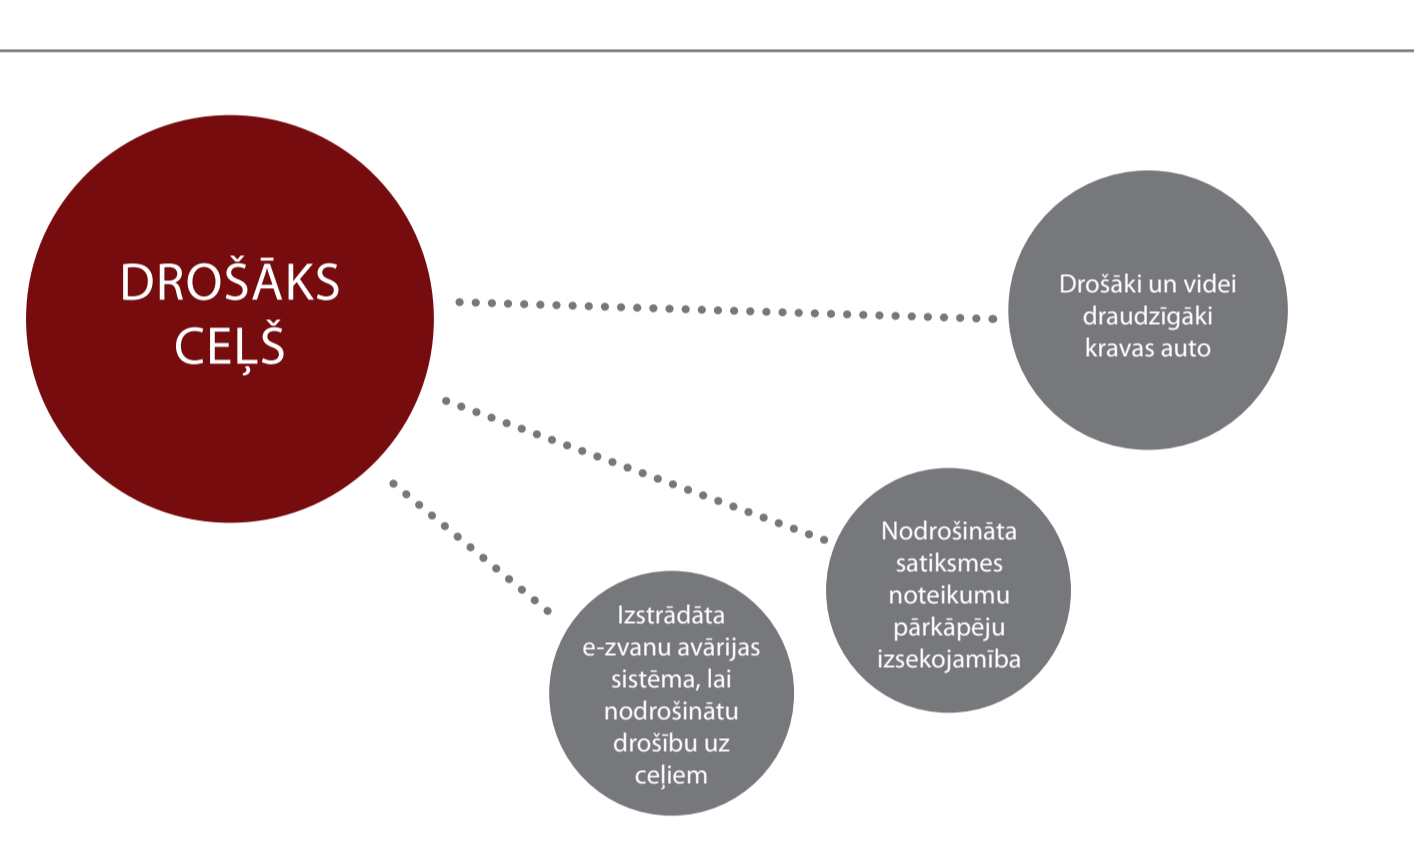 DROŠĀKS
CEĻŠ
Drošāki un videi
draudzīgāki
kravas auto
Nodrošināta
satiksmes
noteikumu
pārkāpēju
izsekojamība
Izstrādāta
e-zvanu avārijas
sistēma, lai
nodrošinātu
drošību uz
ceļiem